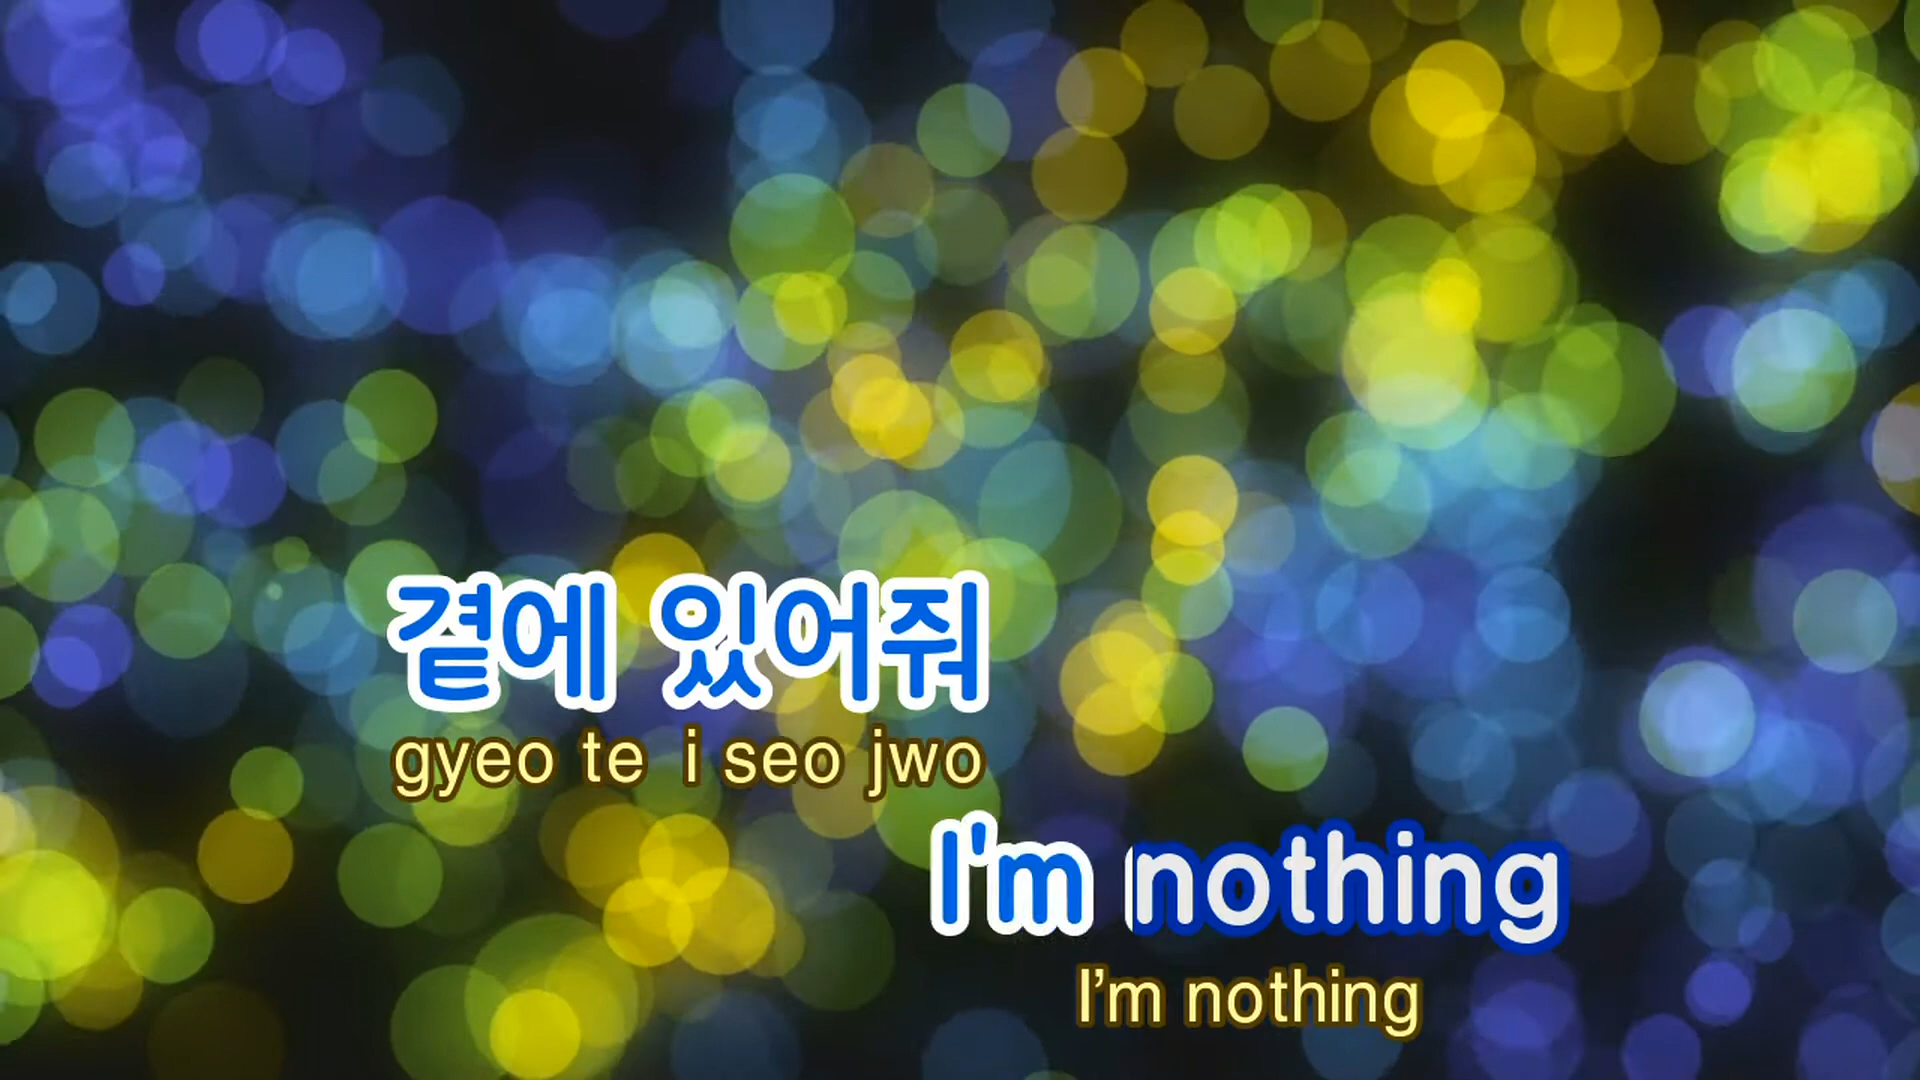 곁에 있어줘
gyeo te i seo jwo
I'm nothing
I’m nothing